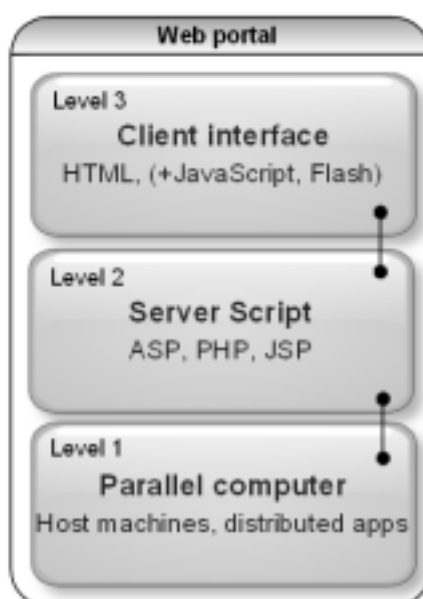 Web portal
Level 3
Client interface
HTML, (+JavaScript, Flash)
Level 2
Server Script
ASP, PHP, JSP
Level 1
Parallel computer
Host machines, distributed apps